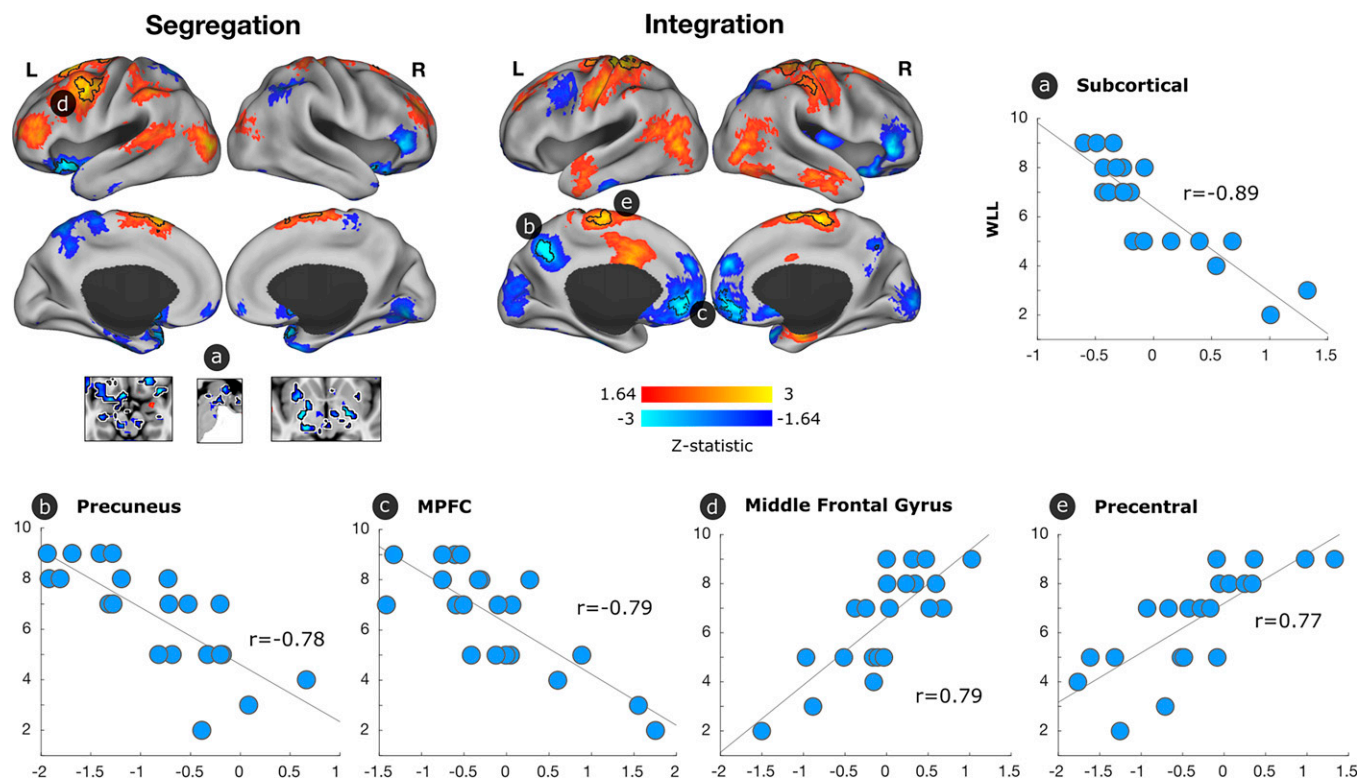 Segregation
Integration
L
R
L
R
d
a Subcortical
10
8
6
4
2
WLL
r=-0.89
-1 -0.5 0 0.5 1 1.5
b
e
c
a
1.64 3
-3 -1.64
Z-statistic
b Precuneus
10
8
6
4
2
r=-0.78
-2 -1.5 -1 -0.5 0 0.5 1
c MPFC
10
8
6
4
2
r=-0.79
-1.5 -1 -0.5 0 0.5 1 1.5 2
d Middle Frontal Gyrus
10
8
6
4
2
r=0.79
-2 -1.5 -1 -0.5 0 0.5 1 1.5
e Precentral
10
8
6
4
2
r=0.77
-2 -1.5 -1 -0.5 0 0.5 1 1.5